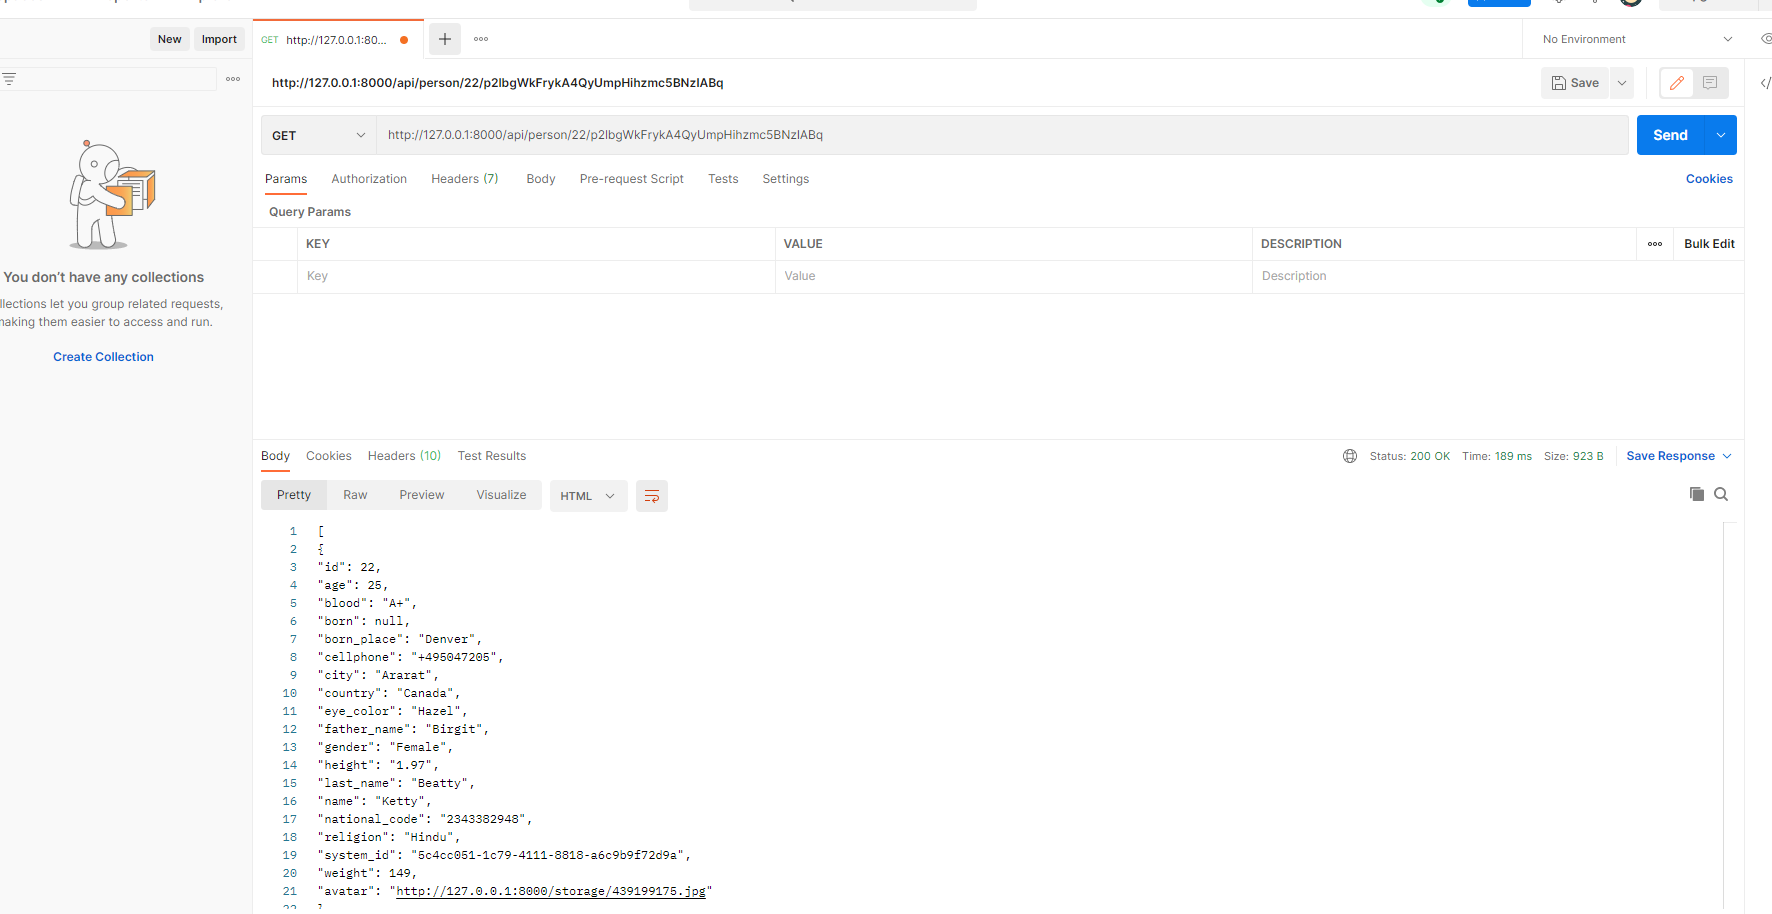 New
Import
GET http://127.0.0.1:80...
No Environment
http://127.0.0.1:8000/api/person/22/p2lbgWkFrykA4QyUmpHihzmc5BNzIABq
Save
GET
http://127.0.0.1:8000/api/person/22/p2lbgWkFrykA4QyUmpHihzmc5BNzIABq
Send
Params Authorization Headers (7) Body Pre-request Script Tests Settings
Cookies
Query Params
KEY VALUE DESCRIPTION
Bulk Edit
Key Value Description
You don't have any collections
llections let you group related requests,
naking them easier to access and run.
Create Collection
Body Cookies Headers (10) Test Results
Status: 200 OK Time: 189 ms Size: 923 B
Save Response
Pretty Raw Preview Visualize HTML
1 [
2 {
3 "id": 22,
4 "age": 25,
5 "blood": "A+",
6 "born": null,
7 "born_place": "Denver",
8 "cellphone": "+495047205",
9 "city": "Ararat",
10 "country": "Canada",
11 "eye_color": "Hazel",
12 "father_name": "Birgit",
13 "gender": "Female",
14 "height": "1.97",
15 "last_name": "Beatty",
16 "name": "Ketty",
17 "national_code": "2343382948",
18 "religion": "Hindu",
19 "system_id": "5c4cc051-1c79-4111-8818-a6c9b9f72d9a",
20 "weight": 149,
21 "avatar": "http://127.0.0.1:8000/storage/439199175.jpg"
22 }